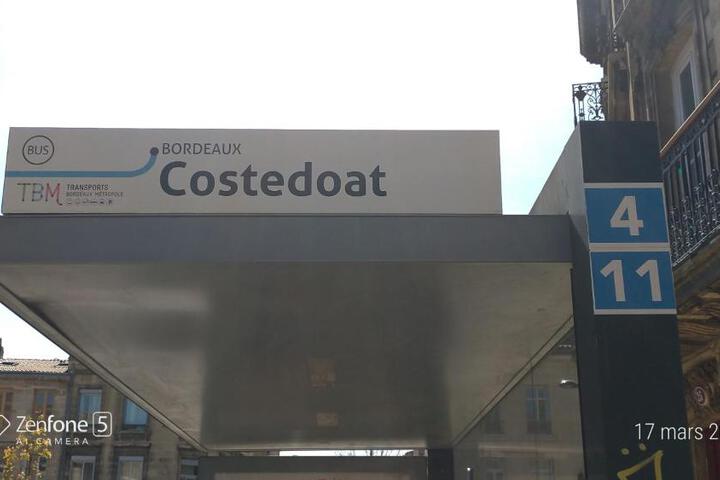 BUS
BORDEAUX
Costedoat
TBM
TRANSPORTS
BORDEAUX MÉTROPOLE
4
11
Zenfone 5
AI CAMERA
17 mars 2